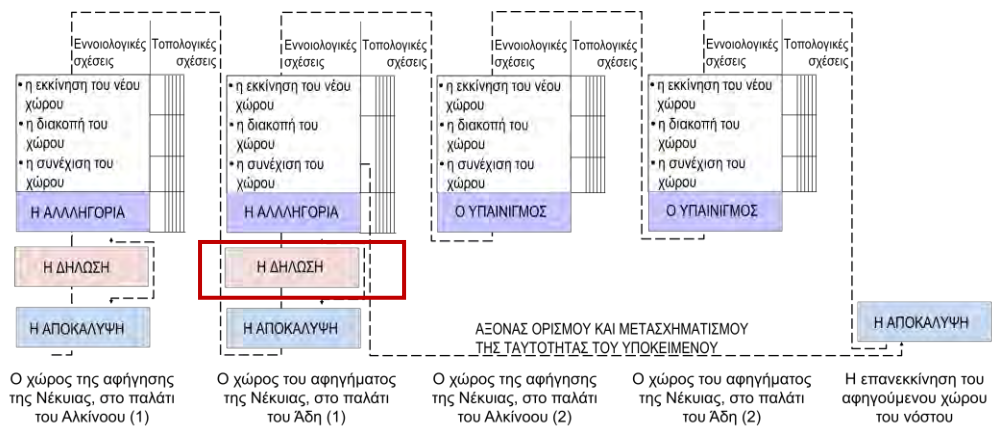 Εννοιολογικές
σχέσεις
Τοπολογικές
σχέσεις
• η εκκίνηση του νέου
χώρου
• η διακοπή του
χώρου
• η συνέχιση του
χώρου
Η ΑΛΛΛΗΓΟΡΙΑ
Η ΔΗΛΩΣΗ
Η ΑΠΟΚΑΛΥΨΗ
Ο χώρος της αφήγησης
της Νέκυιας, στο παλάτι
του Αλκίνοου (1)
Εννοιολογικές
σχέσεις
Τοπολογικές
σχέσεις
• η εκκίνηση του νέου
χώρου
• η διακοπή του
χώρου
• η συνέχιση του
χώρου
Η ΑΛΛΛΗΓΟΡΙΑ
Η ΔΗΛΩΣΗ
Η ΑΠΟΚΑΛΥΨΗ
Ο χώρος του αφηγήματος
της Νέκυιας, στο παλάτι
του Άδη (1)
Εννοιολογικές
σχέσεις
Τοπολογικές
σχέσεις
• η εκκίνηση του νέου
χώρου
• η διακοπή του
χώρου
• η συνέχιση του
χώρου
Ο ΥΠΑΙΝΙΓΜΟΣ
Ο χώρος της αφήγησης
της Νέκυιας, στο παλάτι
του Αλκίνοου (2)
Εννοιολογικές
σχέσεις
Τοπολογικές
σχέσεις
• η εκκίνηση του νέου
χώρου
• η διακοπή του
χώρου
• η συνέχιση του
χώρου
Ο ΥΠΑΙΝΙΓΜΟΣ
Ο χώρος του αφηγήματος
της Νέκυιας, στο παλάτι
του Άδη (2)
ΑΞΟΝΑΣ ΟΡΙΣΜΟΥ ΚΑΙ ΜΕΤΑΣΧΗΜΑΤΙΣΜΟΥ
ΤΗΣ ΤΑΥΤΟΤΗΤΑΣ ΤΟΥ ΥΠΟΚΕΙΜΕΝΟΥ
Η ΑΠΟΚΑΛΥΨΗ
Η επανεκκίνηση του
αφηγούμενου χώρου
του νόστου